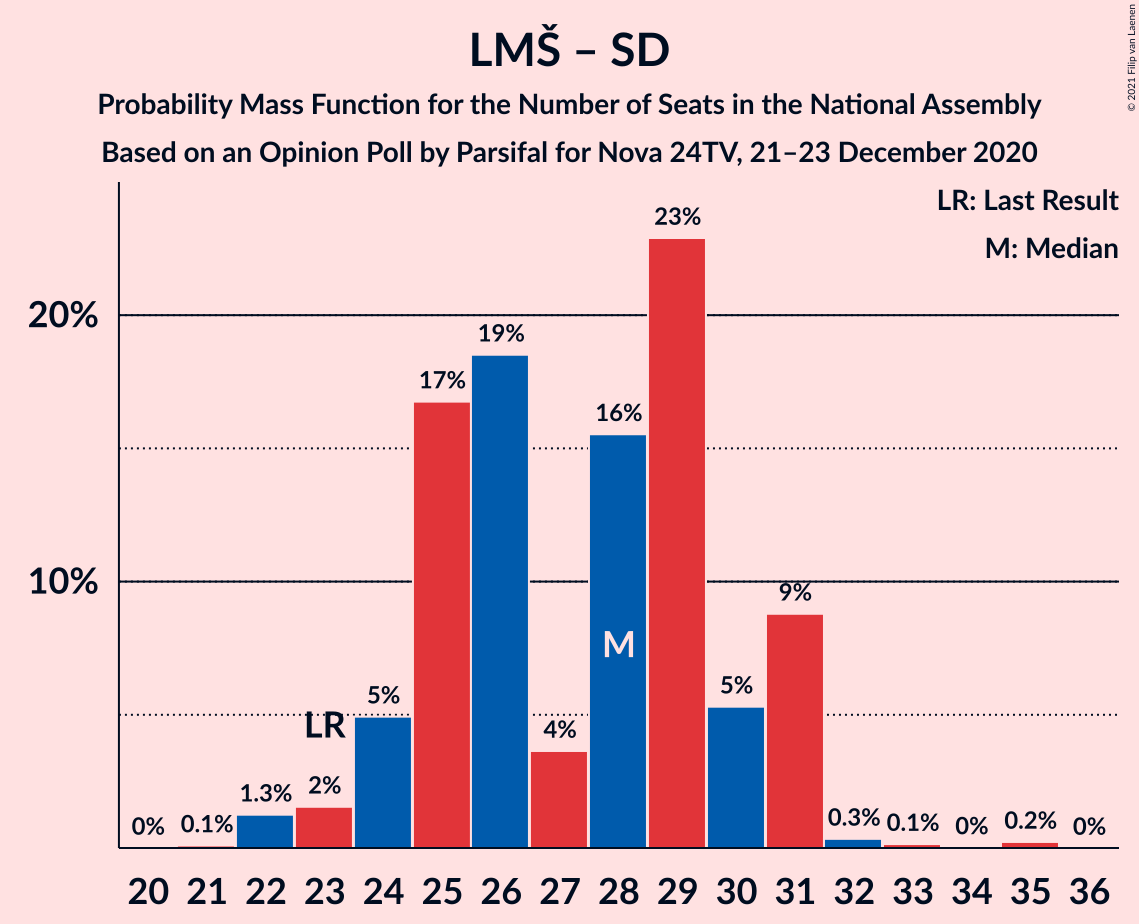 LMŠ – SD
Probability Mass Function for the Number of Seats in the National Assembly
Based on an Opinion Poll by Parsifal for Nova 24TV, 21–23 December 2020
© 2021 Filip van Laenen
LR: Last Result
M: Median
20%
10%
0%
0.1%
1.3%
2%
LR
5%
17%
19%
4%
16%
M
23%
5%
9%
0.3%
0.1%
0%
0.2%
0%
20 21 22 23 24 25 26 27 28 29 30 31 32 33 34 35 36